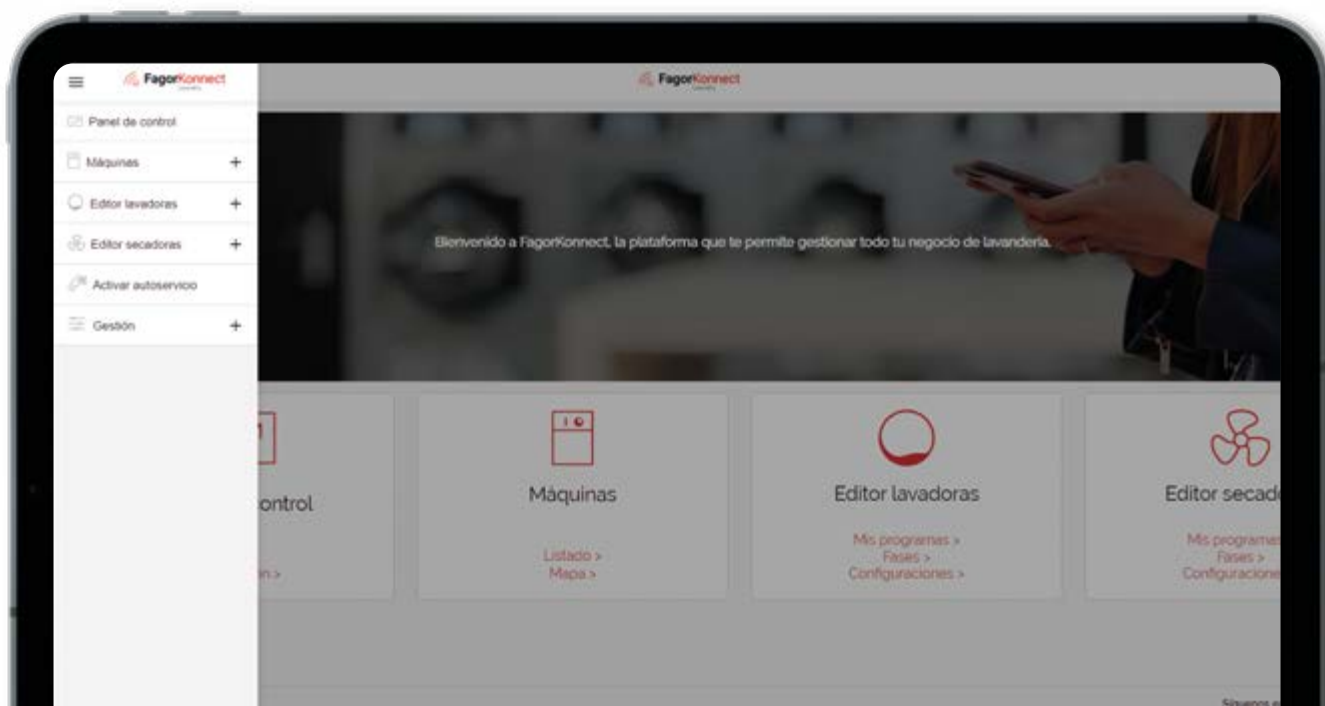 FagorKonnect
Panel de control
Máquinas
Editor lavadoras
Editor secadoras
Activar autoservicio
Gestión
FagorKonnect
Bienvenido a FagorKonnect, la plataforma que te permite gestionar todo tu negocio de lavandería.
ontrol
Máquinas
Listado >
Mapa >
Editor lavadoras
Mis programas >
Fases >
Configuraciones >
Editor secad
Mis programas
Fases >
Configuracione
Síguenos e